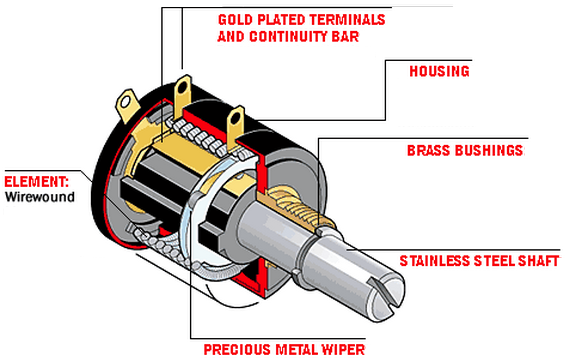 GOLD PLATED TERMINALS
AND CONTINUITY BAR
HOUSING
BRASS BUSHINGS
ELEMENT:
Wirewound
STAINLESS STEEL SHAFT
PRECIOUS METAL WIPER